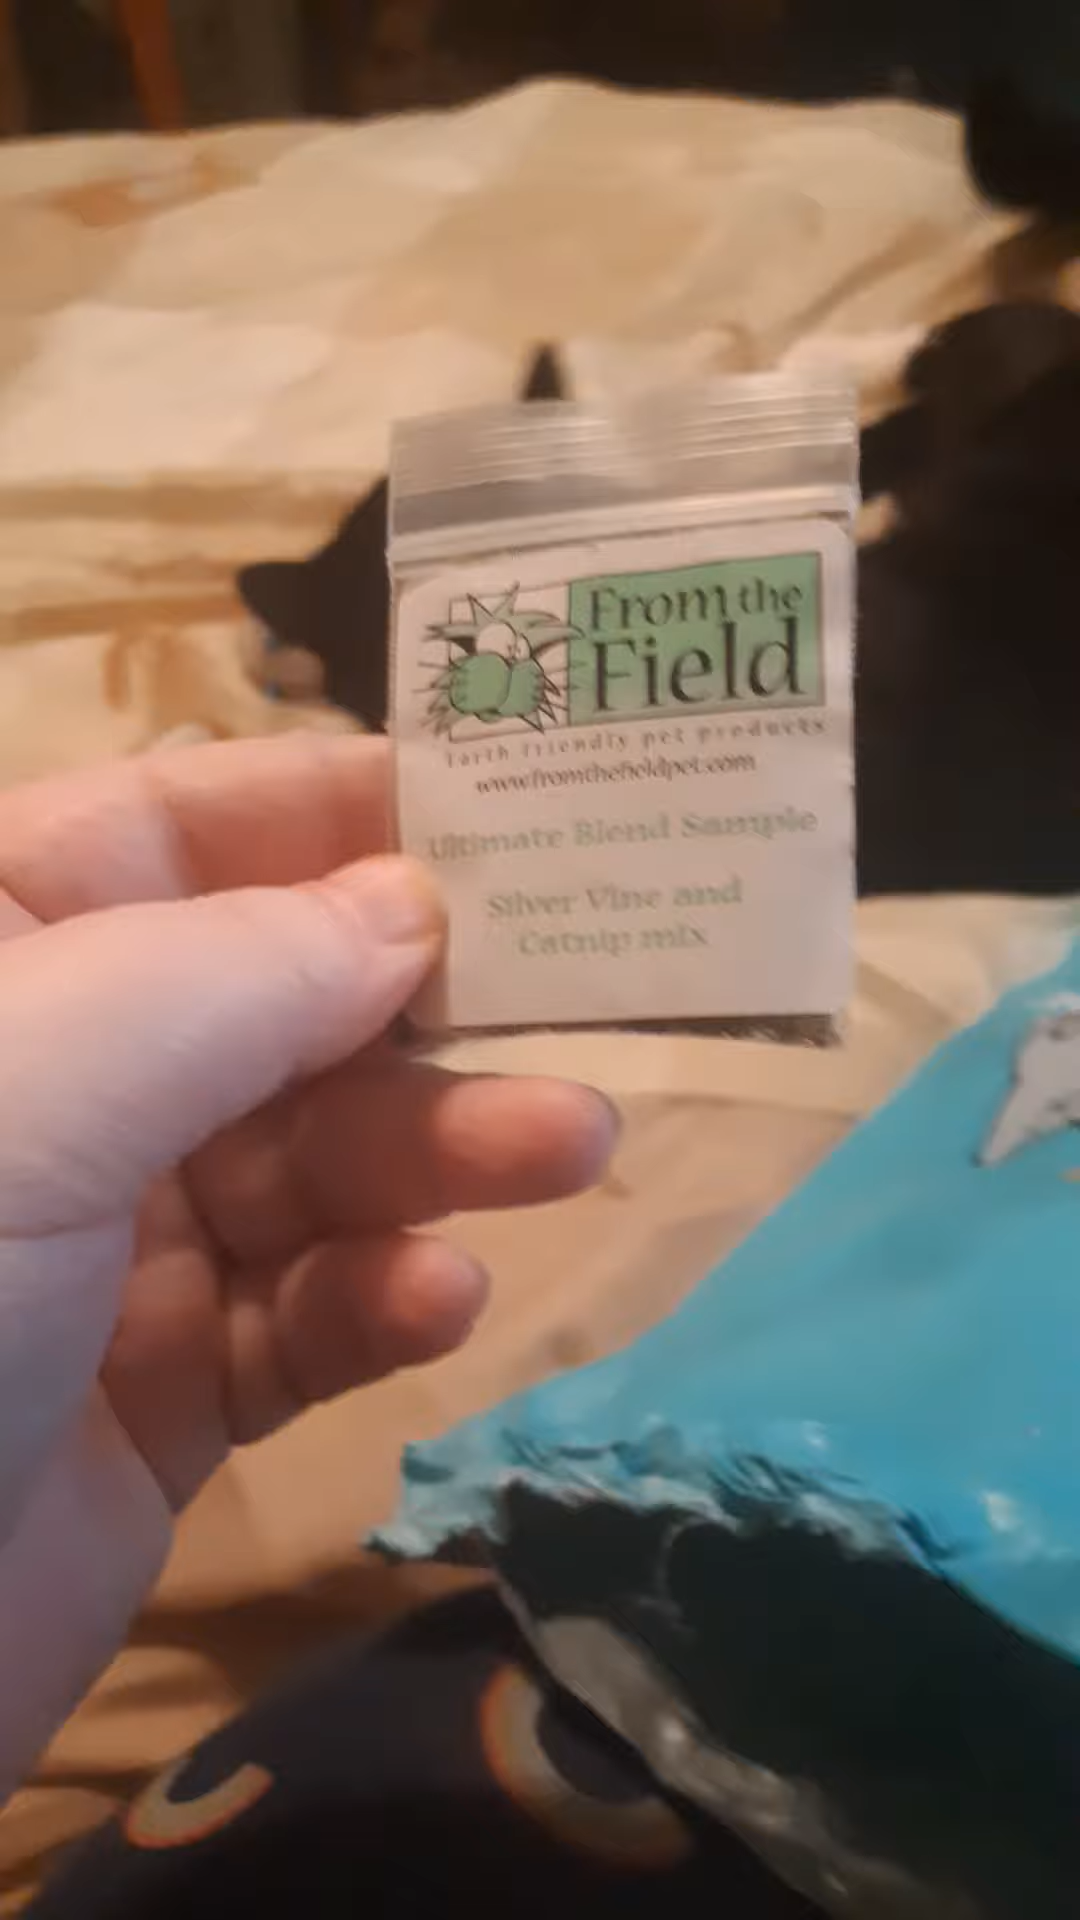 From the
Field
Earth friendly pet products
www.fromthefieldpet.com
Ultimate Blend Sample
Silver Vine and
Catnip mix